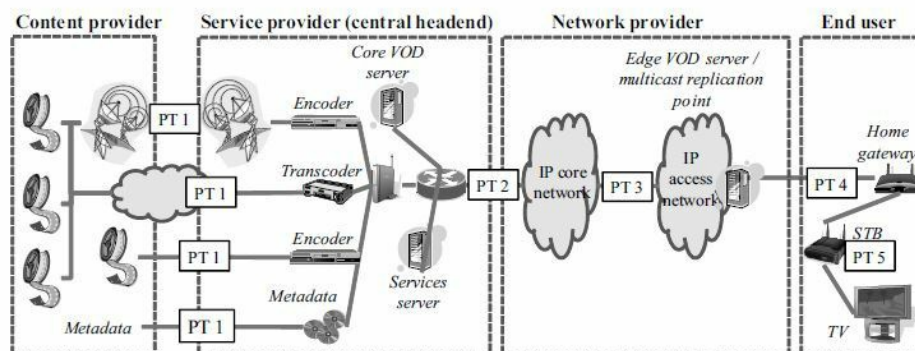 Content provider
Service provider (central headend)
Network provider
End user
Core VOD
server
Edge VOD server /
multicast replication
point
PT 1
Encoder
Home
gateway
Transcoder
IP core
network
IP
access
network
PT 1
PT 2
PT 3
PT 4
Encoder
STB
PT 1
PT 5
Services
server
Metadata
Metadata
PT 1
TV